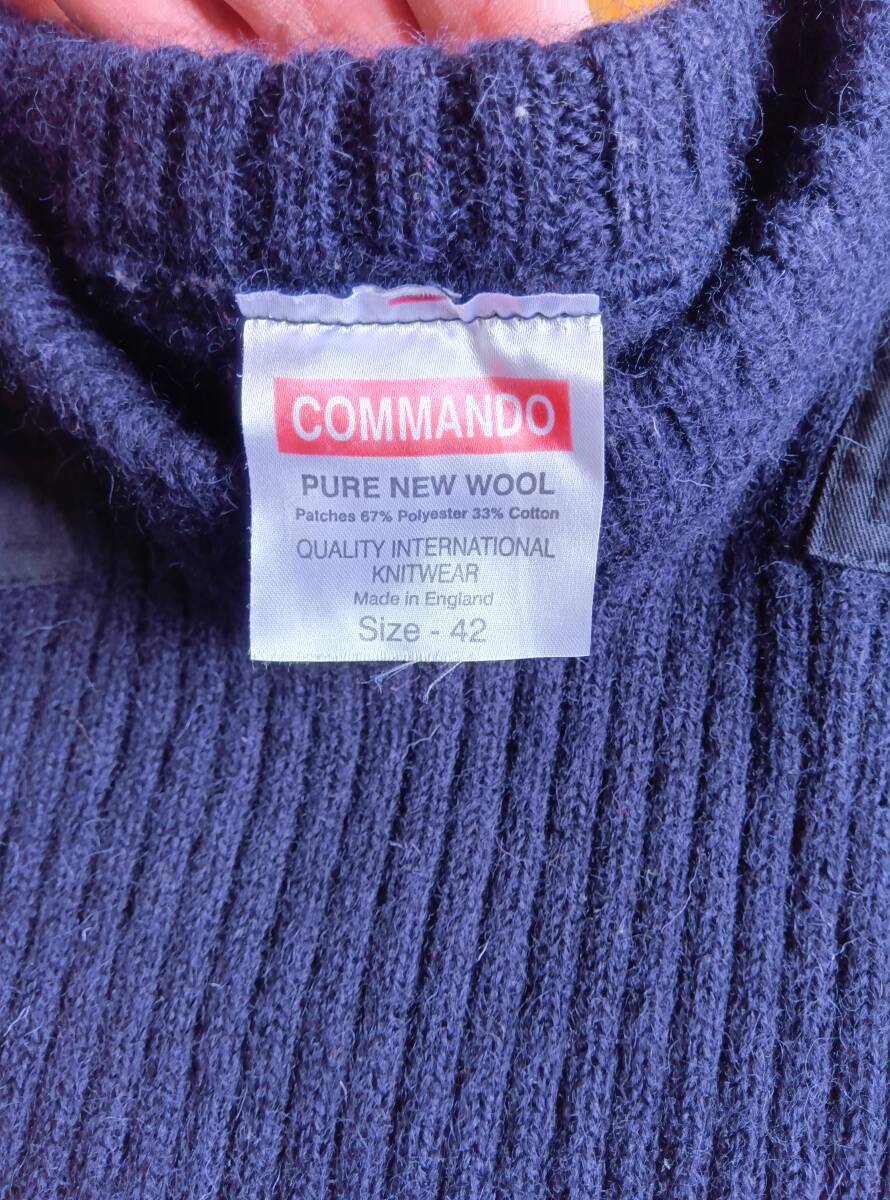 COMMANDO
PURE NEW WOOL
Patches 67% Polyester 33% Cotton
QUALITY INTERNATIONAL
KNITWEAR
Made in England
Size - 42